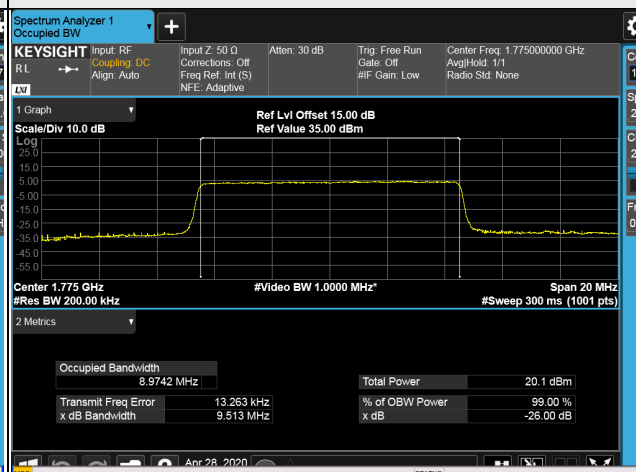 Spectrum Analyzer 1
Occupied BW
+
KEYSIGHT Input: RF Input Z: 50 Ω Atten: 30 dB Trig: Free Run Center Freq: 1.775000000 GHz
RL Coupling: DC Corrections: Off Gate: Off Avg|Hold: 1/1
Align: Auto Freq Ref: Int (S) #IF Gain: Low Radio Std: None
LXI NFE: Adaptive
1 Graph Ref Lvl Offset 15.00 dB
Scale/Div 10.0 dB Ref Value 35.00 dBm
Log
25.0
15.0
5.00
-5.00
-15.0
-25.0
-35.0
-45.0
-55.0
Center 1.775 GHz #Video BW 1.0000 MHz* Span 20 MHz
#Res BW 200.00 kHz #Sweep 300 ms (1001 pts)
2 Metrics
Occupied Bandwidth
8.9742 MHz Total Power 20.1 dBm
Transmit Freq Error 13.263 kHz % of OBW Power 99.00 %
x dB Bandwidth 9.513 MHz x dB -26.00 dB
Apr 28, 2020